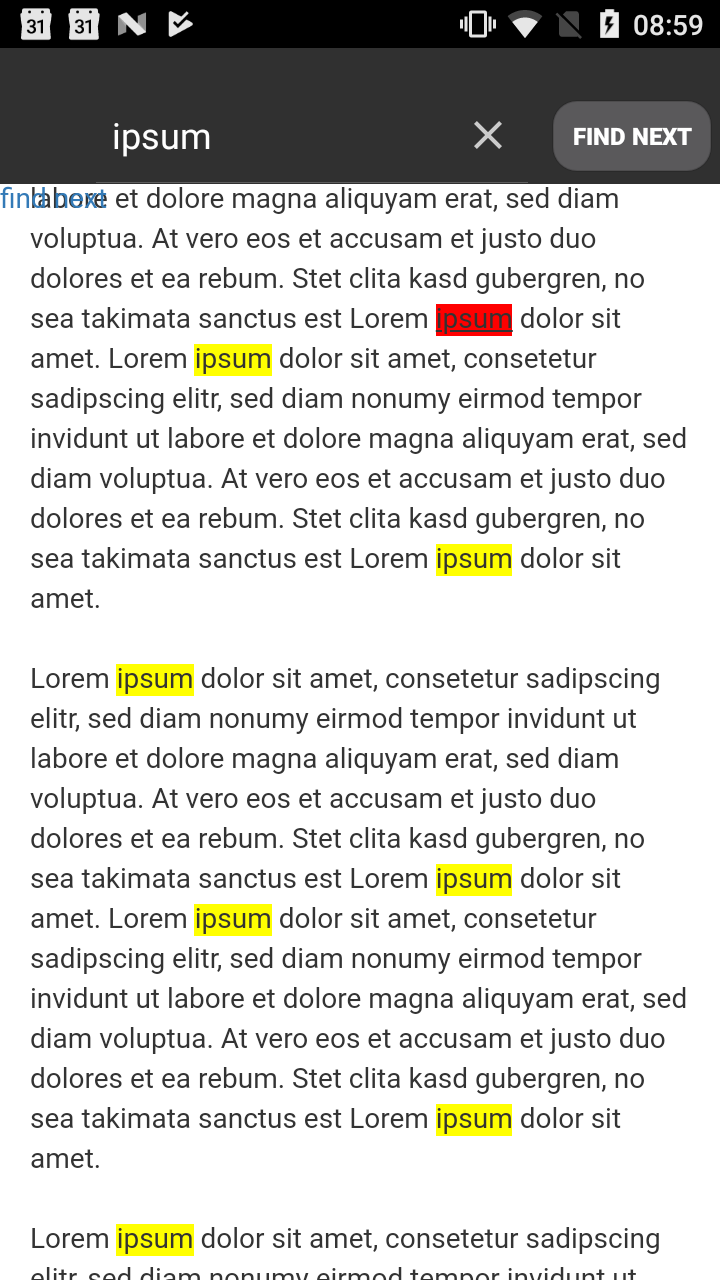 31 31 08:59
ipsum FIND NEXT
find next
labore et dolore magna aliquyam erat, sed diam
voluptua. At vero eos et accusam et justo duo
dolores et ea rebum. Stet clita kasd gubergren, no
sea takimata sanctus est Lorem ipsum dolor sit
amet. Lorem ipsum dolor sit amet, consetetur
sadipscing elitr, sed diam nonumy eirmod tempor
invidunt ut labore et dolore magna aliquyam erat, sed
diam voluptua. At vero eos et accusam et justo duo
dolores et ea rebum. Stet clita kasd gubergren, no
sea takimata sanctus est Lorem ipsum dolor sit
amet.
Lorem ipsum dolor sit amet, consetetur sadipscing
elitr, sed diam nonumy eirmod tempor invidunt ut
labore et dolore magna aliquyam erat, sed diam
voluptua. At vero eos et accusam et justo duo
dolores et ea rebum. Stet clita kasd gubergren, no
sea takimata sanctus est Lorem ipsum dolor sit
amet. Lorem ipsum dolor sit amet, consetetur
sadipscing elitr, sed diam nonumy eirmod tempor
invidunt ut labore et dolore magna aliquyam erat, sed
diam voluptua. At vero eos et accusam et justo duo
dolores et ea rebum. Stet clita kasd gubergren, no
sea takimata sanctus est Lorem ipsum dolor sit
amet.
Lorem ipsum dolor sit amet, consetetur sadipscing
elitr, sed diam nonumy eirmod tempor invidunt ut